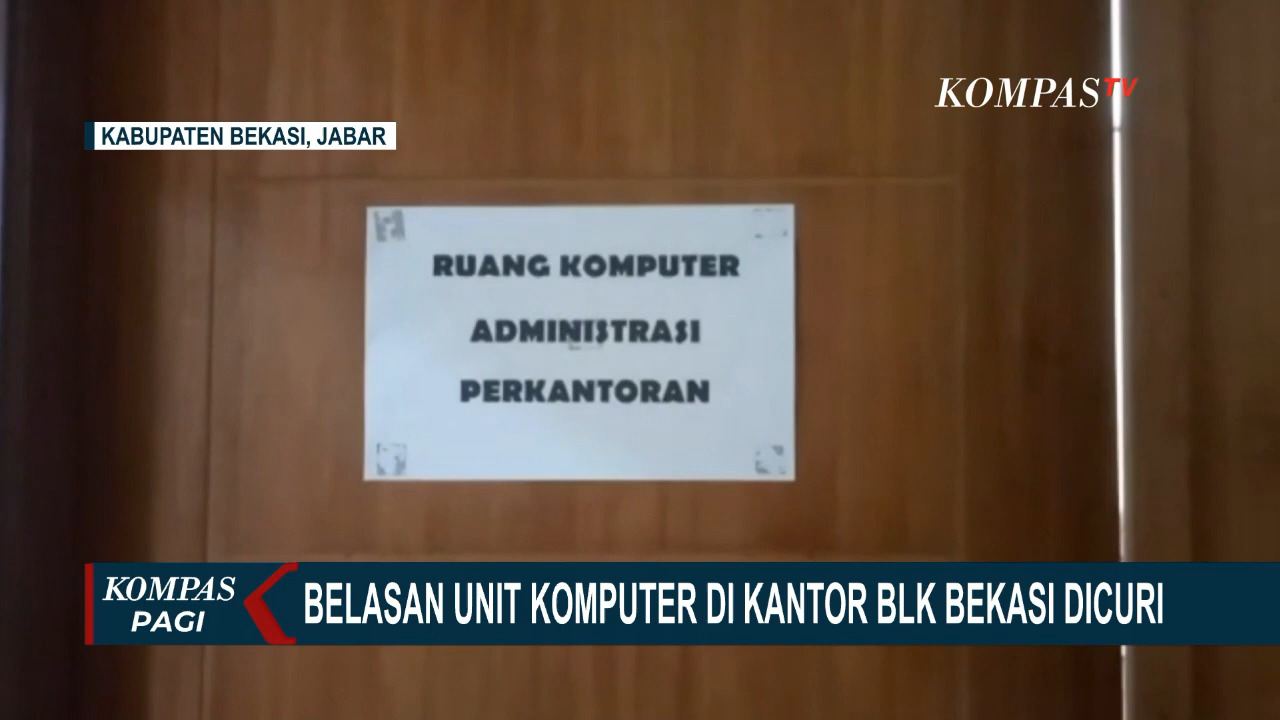 KOMPASTV
KABUPATEN BEKASI, JABAR
RUANG KOMPUTER
ADMINISTRASI
PERKANTORAN
KOMPAS
PAGI
BELASAN UNIT KOMPUTER DI KANTOR BLK BEKASI DICURI